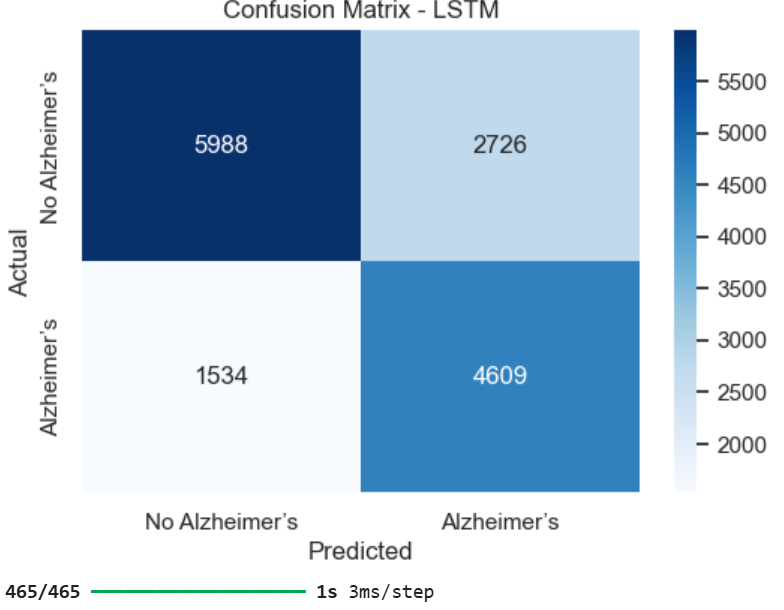 Confusion Matrix - LSTM
No Alzheimer’s
Alzheimer’s
Actual
5988
2726
1534
4609
5500
5000
4500
4000
3500
3000
2500
2000
No Alzheimer’s
Alzheimer’s
Predicted
465/465 1s 3ms/step